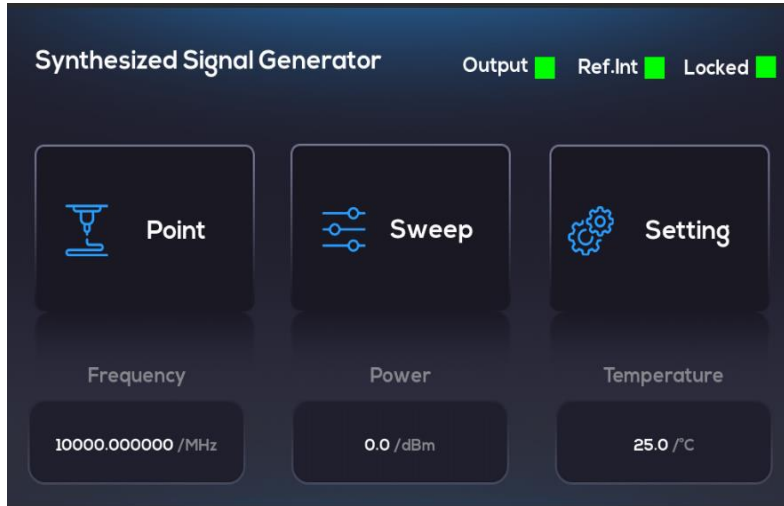 Synthesized Signal Generator
Output Ref.Int Locked
Point Sweep Setting
Frequency Power Temperature
10000.000000 /MHz 0.0 /dBm 25.0 /°C